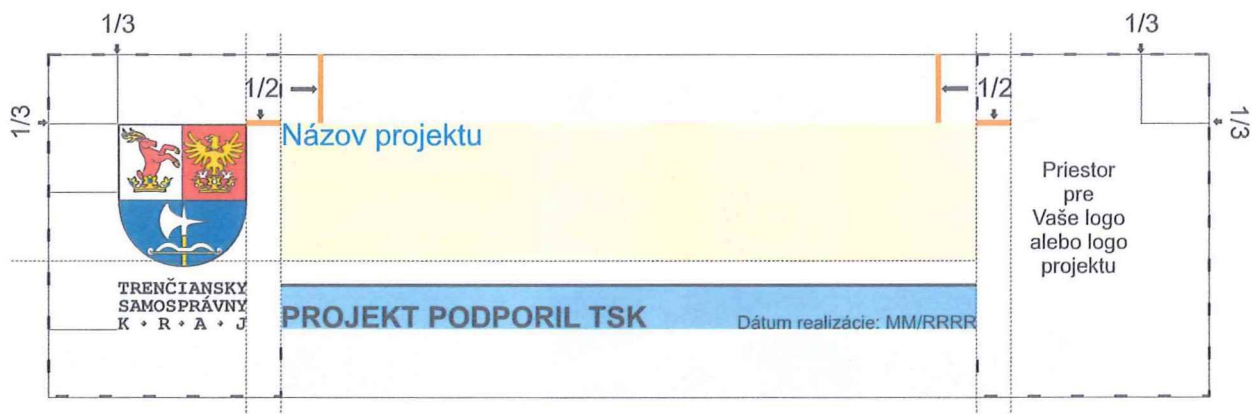 1/3
1/3
1/2
1/2
1/3
1/3
Názov projektu
Priestor
pre
Vaše logo
alebo logo
projektu
TRENČIANSKY
SAMOSPRÁVNY
K • R • A • J
PROJEKT PODPORIL TSK
Dátum realizácie: MM/RRRR